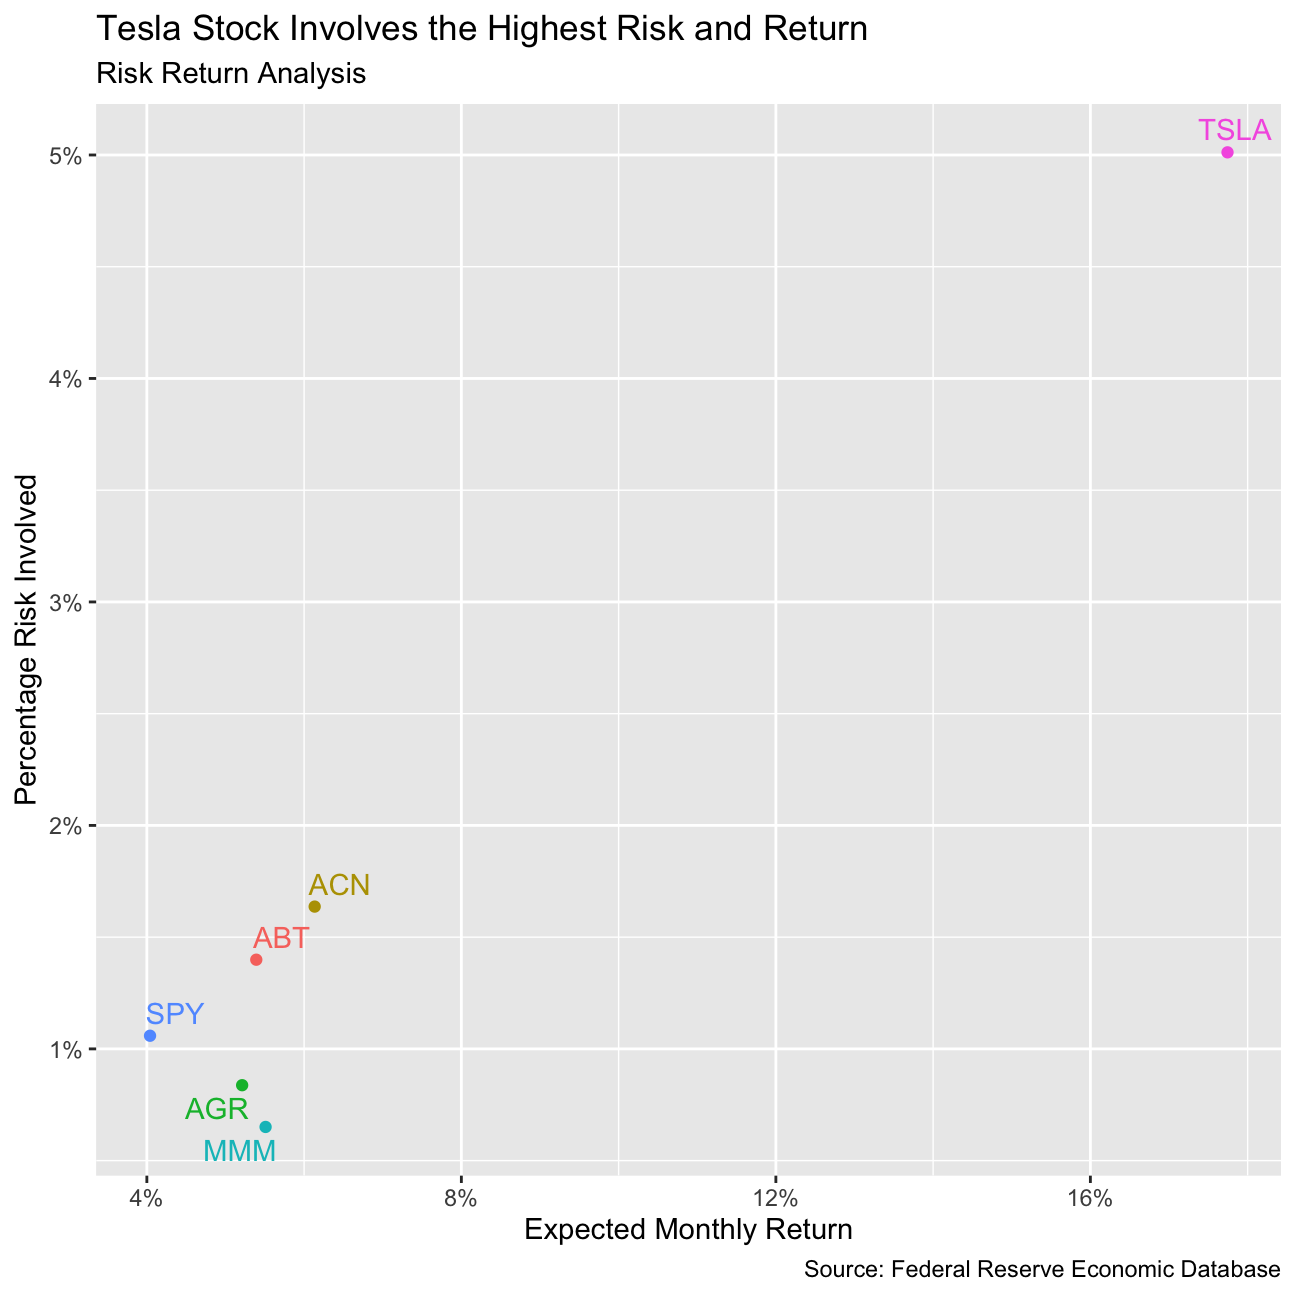 Tesla Stock Involves the Highest Risk and Return
Risk Return Analysis
TSLA
5%
4%
Percentage Risk Involved
3%
2%
ACN
ABT
SPY
1%
AGR
MMM
4% 8% 12% 16%
Expected Monthly Return
Source: Federal Reserve Economic Database